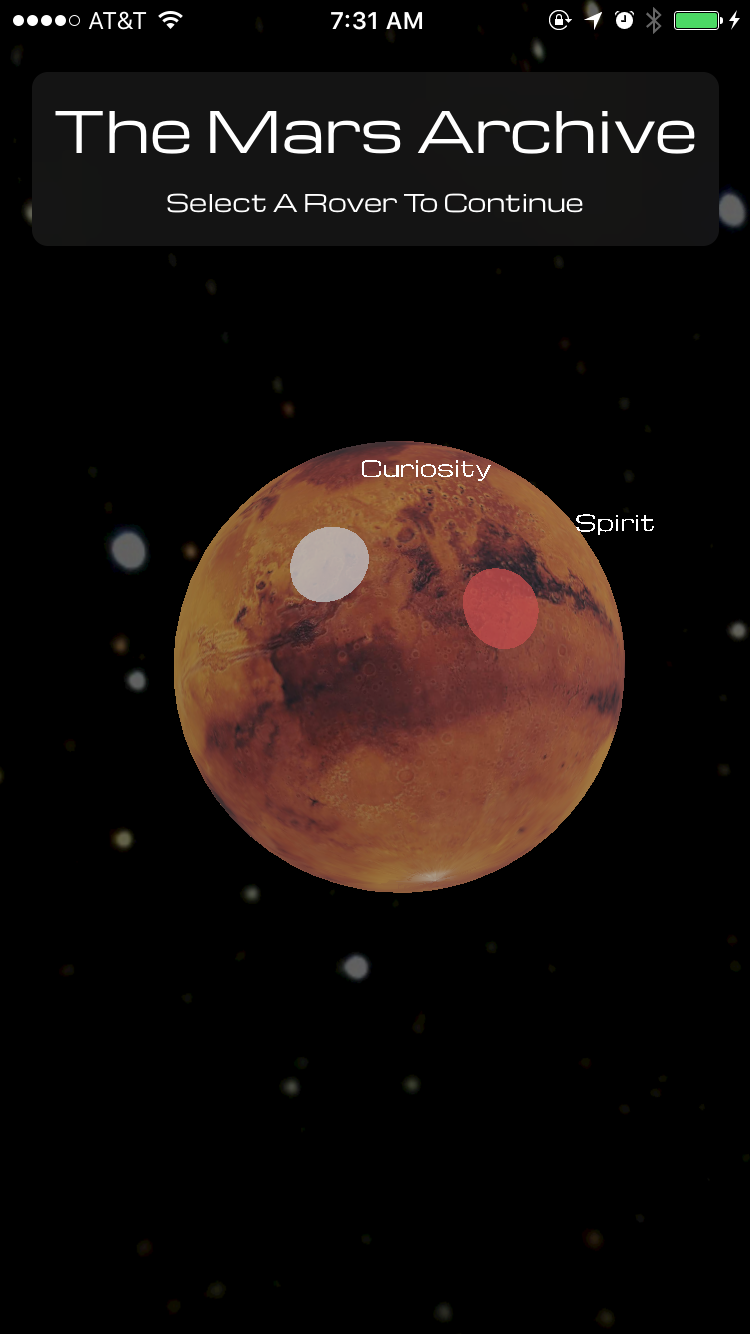 AT&T 7:31 AM
The Mars Archive
Select A Rover To Continue
Curiosity
Spirit